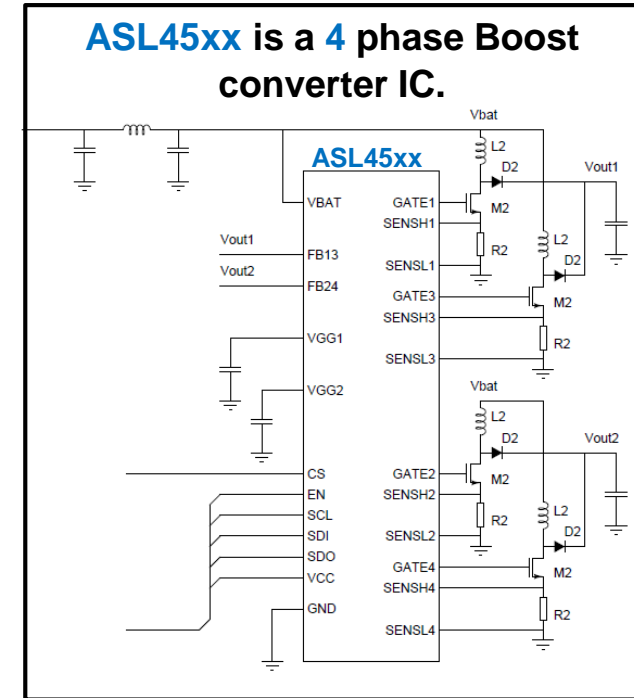 ASL45xx is a 4 phase Boost
converter IC.
Vbat
L2
ASL45xx
D2
Vout1
VBAT
GATE1
M2
SENSH1
Vout1
FB13
R2
L2
D2
SENSL1
Vout2
FB24
GATE3
M2
SENSH3
VGG1
R2
SENSL3
VGG2
Vbat
L2
D2
Vout2
CS
GATE2
M2
EN
SENSH2
SCL
R2
L2
SDI
SENSL2
D2
SDO
GATE4
M2
VCC
SENSH4
GND
R2
SENSL4